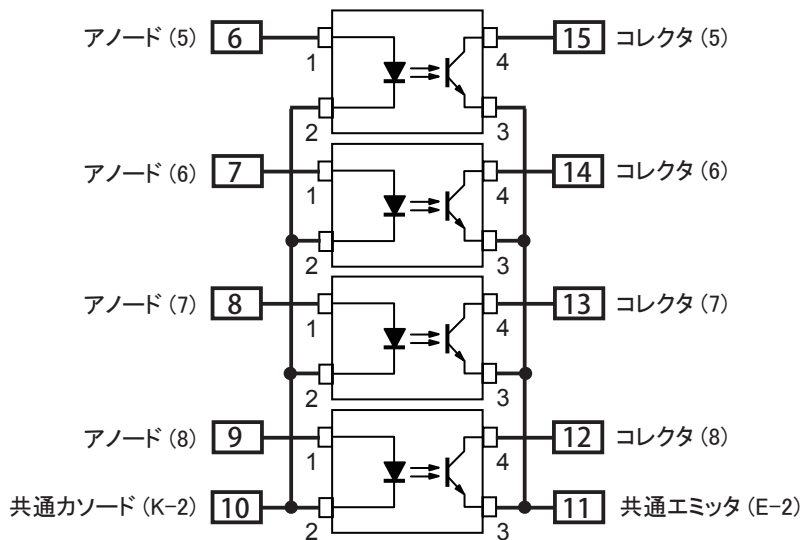 アノード (5) 6 1 4 15 コレクタ (5)
2 3
アノード (6) 7 1 4 14 コレクタ (6)
2 3
アノード (7) 8 1 4 13 コレクタ (7)
2 3
アノード (8) 9 1 4 12 コレクタ (8)
共通カソード (K-2) 10 2 3 11 共通エミッタ (E-2)